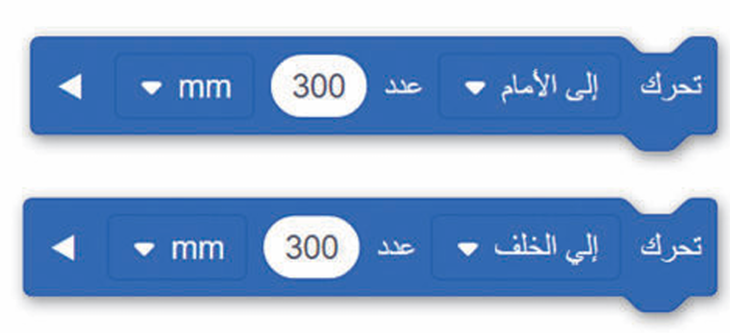 تحرك إلى الأمام عدد 300 mm
تحرك إلي الخلف عدد 300 mm